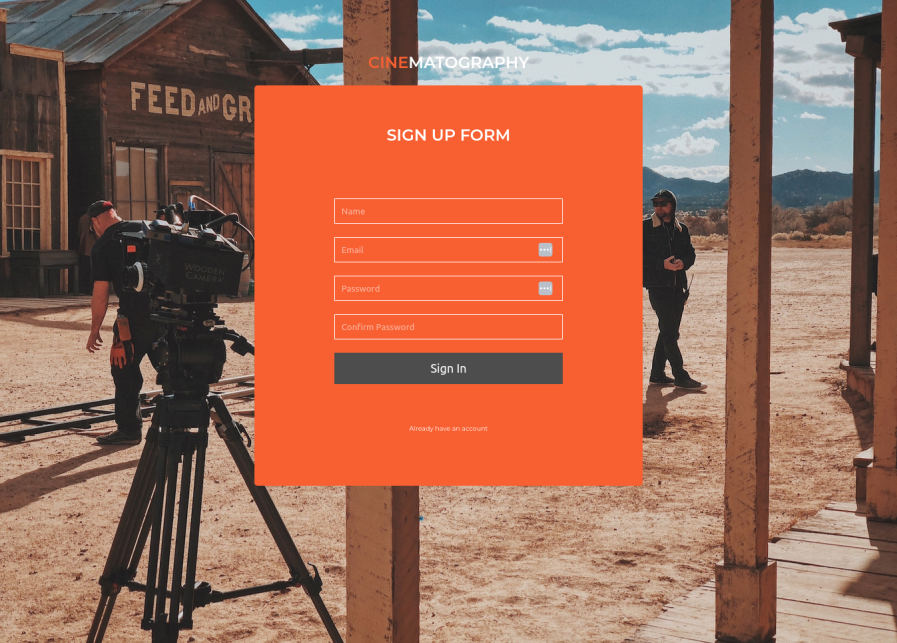 CINEMATOGRAPHY
FEED AND GR
SIGN UP FORM
Name
Email
Password
Confirm Password
Sign In
Already have an account
WOODEN
CAMERA